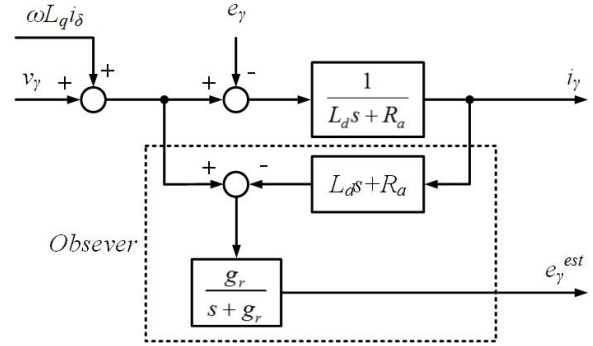 ωL_q i_δ
e_γ
+
+
v_γ
+
+
-
1 / (L_d s + R_a)
i_γ
+
-
L_d s+R_a
Obsever
g_r / (s + g_r)
e_γ^est